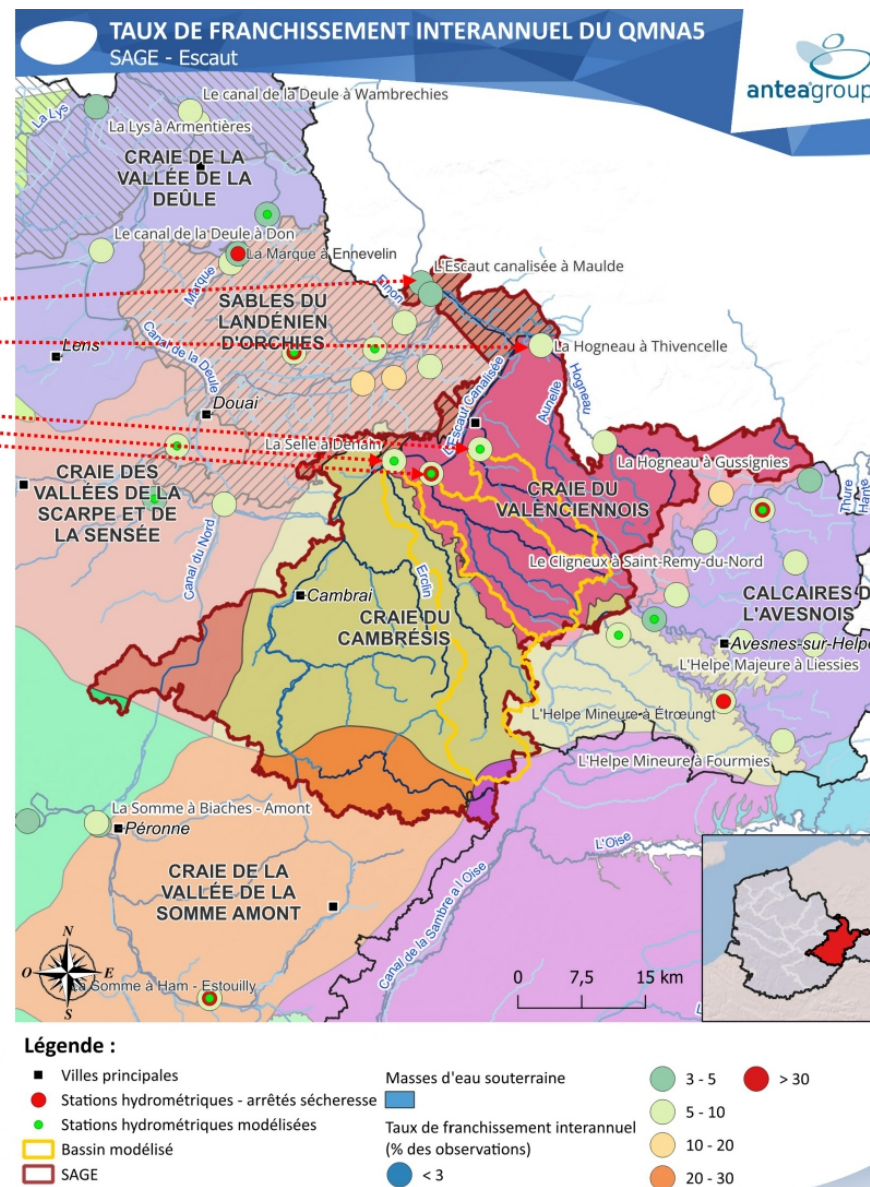 TAUX DE FRANCHISSEMENT INTERANNUEL DU QMNA5
SAGE - Escaut
anteagroup
Le canal de la Deule à Wambrechies
La Lys
La Lys à Armentières
CRAIE DE LA
VALLÉE DE LA
DEÛLE
Le canal de la Deule à Don
La Marque à Ennevelin
L'Escaut canalisée à Maulde
Marque
SABLES DU
LANDÉNIEN
D'ORCHIES
Lens
Canal de la Deule
La Hogneau à Thivencelle
Hogneau
Aunelle
L'Escaut Canalisée
Douai
La Selle à Denain
La Hogneau à Gussignies
CRAIE DES
VALLÉES DE LA
SCARPE ET DE
LA SENSÉE
CRAIE DU
VALENCIENNOIS
Thure
Hante
Canal du Nord
Le Cligneux à Saint-Remy-du-Nord
Erclin
Cambrai
CRAIE DU
CAMBRÉSIS
CALCAIRES D
L'AVESNOIS
Avesnes-sur-Helpe
L'Helpe Majeure à Liessies
L'Helpe Mineure à Étrœungt
L'Helpe Mineure à Fourmies
La Somme à Biaches - Amont
Péronne
L'Oise
CRAIE DE LA
VALLÉE DE LA
SOMME AMONT
Canal de la Sambre a l'Oise
N
O
E
S
La Somme à Ham - Estouilly
0 7,5 15 km
Légende :
Villes principales
Stations hydrométriques - arrêtés sécheresse
Stations hydrométriques modélisées
Bassin modélisé
SAGE
Masses d'eau souterraine
Taux de franchissement interannuel
(% des observations)
< 3
3 - 5
5 - 10
10 - 20
20 - 30
> 30